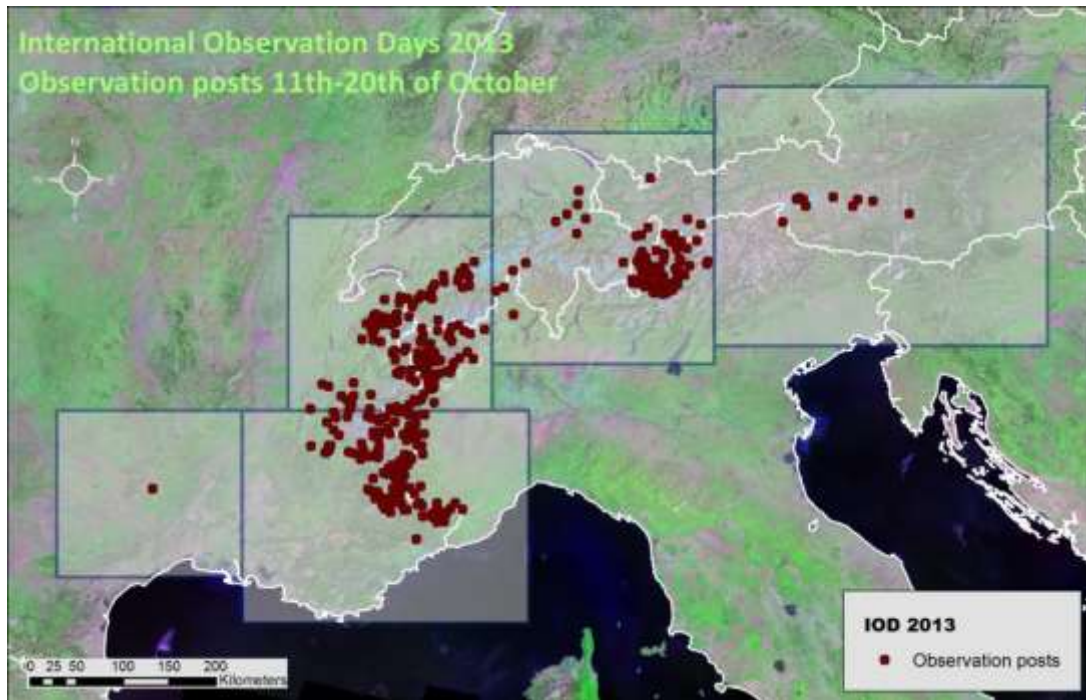 International Observation Days 2013
Observation posts 11th-20th of October
N
IOD 2013
Observation posts
0 25 50 100 150 200
Kilometers